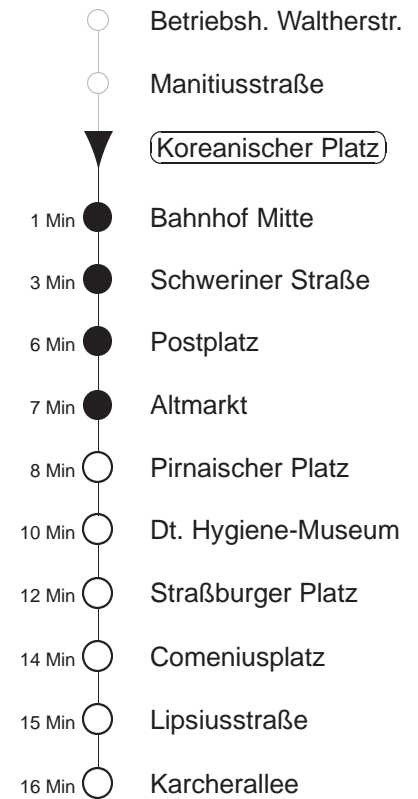 Betriebsh. Waltherstr.
Manitiusstraße
Koreanischer Platz
1 Min Bahnhof Mitte
3 Min Schweriner Straße
6 Min Postplatz
7 Min Altmarkt
8 Min Pirnaischer Platz
10 Min Dt. Hygiene-Museum
12 Min Straßburger Platz
14 Min Comeniusplatz
15 Min Lipsiusstraße
16 Min Karcherallee